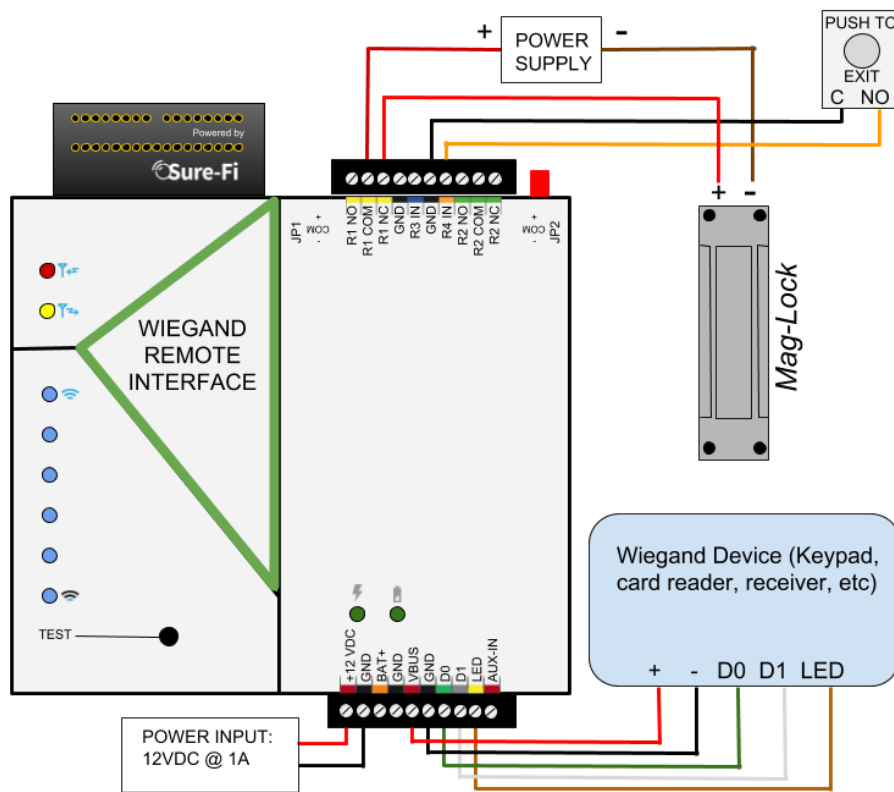 +
POWER
SUPPLY
-
PUSH TO
EXIT
C NO
Powered by
Sure-Fi
+ -
JP1
+ COM -
R1 NO
R1 COM
R1 NC
GND
R3 IN
GND
R4 IN
R2 NO
R2 COM
R2 NC
+ COM -
JP2
WIEGAND
REMOTE
INTERFACE
Mag-Lock
Wiegand Device (Keypad,
card reader, receiver, etc)
+ - D0 D1 LED
TEST
+12 VDC
GND
BAT+
GND
VBUS
GND
D0
D1
LED
AUX-IN
POWER INPUT:
12VDC @ 1A